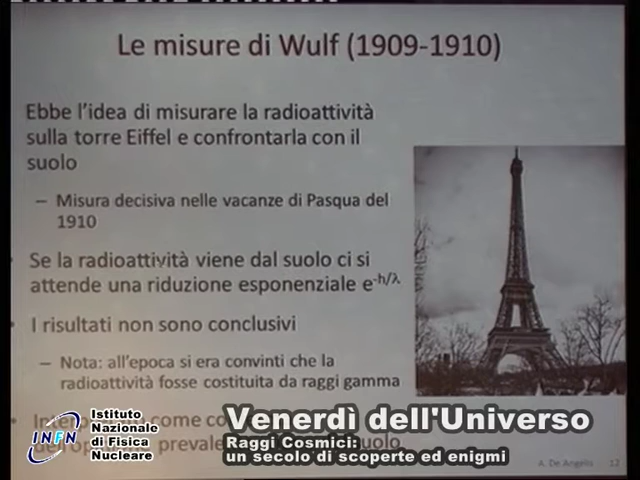 Le misure di Wulf (1909-1910)
Ebbe l'idea di misurare la radioattività
sulla torre Eiffel e confrontarla con il
suolo
– Misura decisiva nelle vacanze di Pasqua del
1910
Se la radioattività viene dal suolo ci si
attende una riduzione esponenziale e-h/λ
• I risultati non sono conclusivi
– Nota: all'epoca si era convinti che la
radioattività fosse costituita da raggi gamma
come
prevale
suolo
A. De Angelis 12
INFN
Istituto
Nazionale
di Fisica
Nucleare
Venerdì dell'Universo
Raggi Cosmici:
un secolo di scoperte ed enigmi